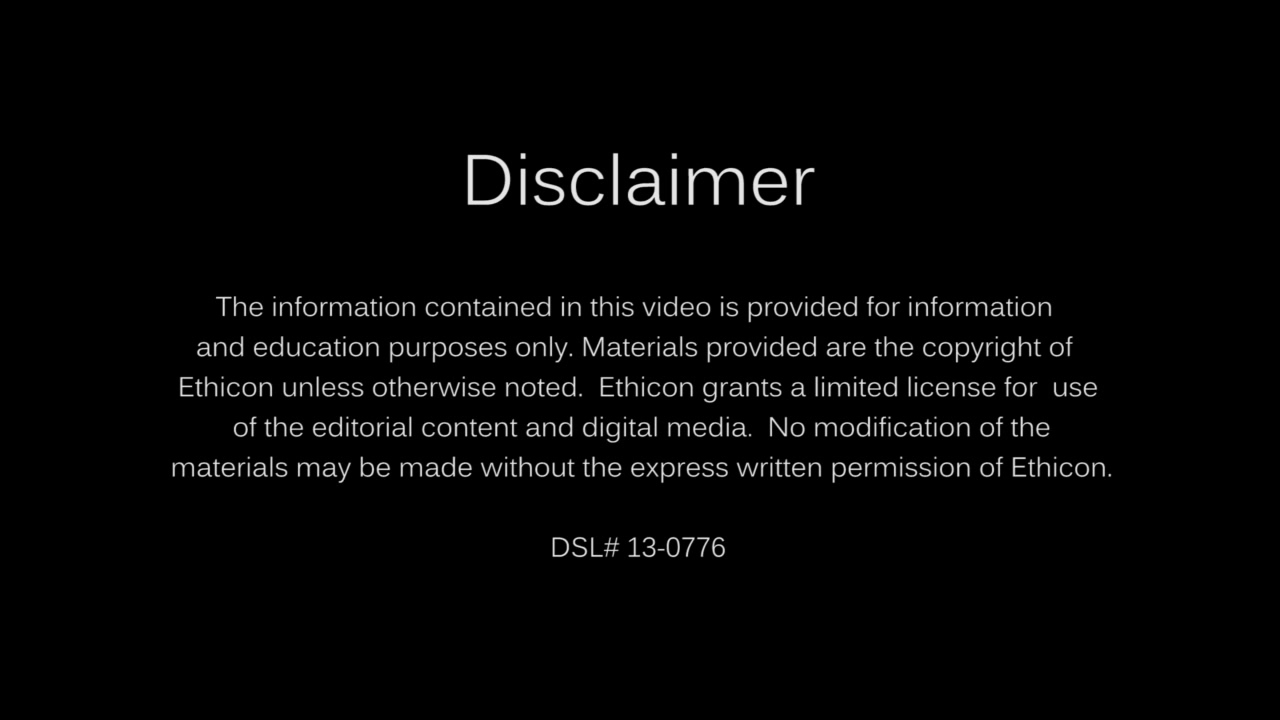 Disclaimer
The information contained in this video is provided for information
and education purposes only. Materials provided are the copyright of
Ethicon unless otherwise noted.  Ethicon grants a limited license for  use
of the editorial content and digital media.  No modification of the
materials may be made without the express written permission of Ethicon.
DSL# 13-0776